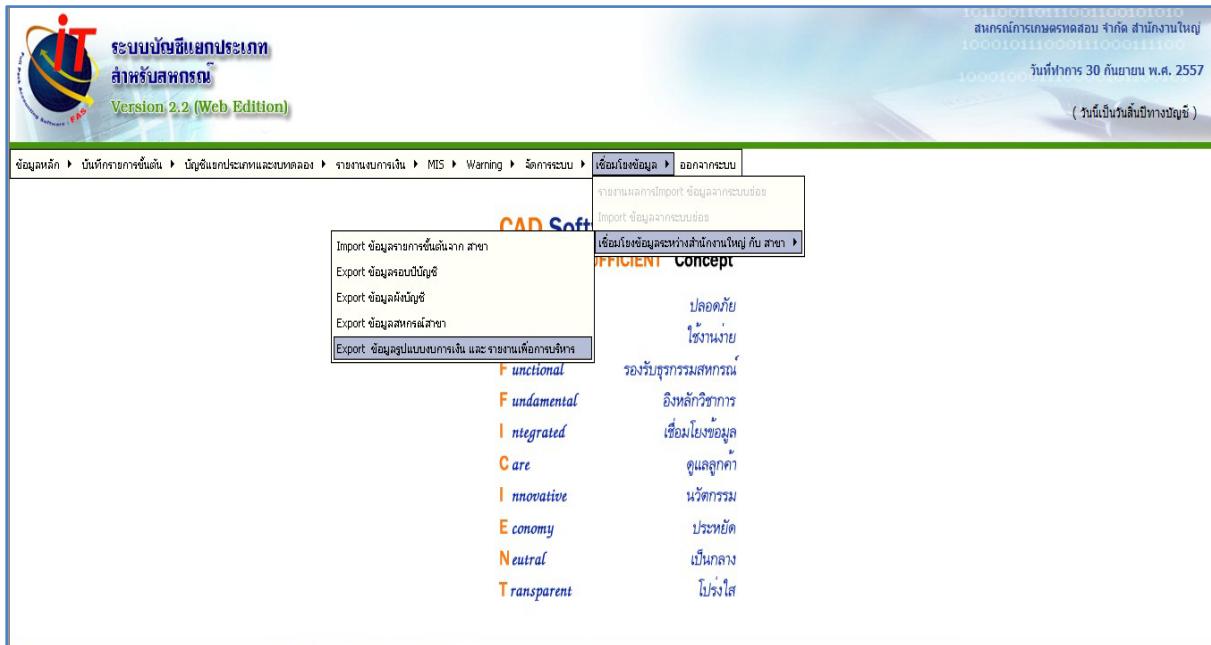 สหกรณ์การเกษตรทดสอบ จำกัด สำนักงานใหญ่
iT
ระบบบัญชีแยกประเภท
สำหรับสหกรณ์
Version 2.2 (Web Edition)
วันที่ทำการ 30 กันยายน พ.ศ. 2557
( วันนี้เป็นวันสิ้นปีทางบัญชี )
ข้อมูลหลัก บันทึกรายการขั้นต้น บัญชีแยกประเภทและงบทดลอง รายงานงบการเงิน MIS Warning จัดการระบบ เชื่อมโยงข้อมูล ออกจากระบบ
รายงานผลการImport ข้อมูลจากระบบย่อย
Import ข้อมูลจากระบบย่อย
เชื่อมโยงข้อมูลระหว่างสำนักงานใหญ่ กับ สาขา
CAD Soft
Import ข้อมูลรายการขั้นต้นจาก สาขา
Export ข้อมูลรอบปีบัญชี
Export ข้อมูลผังบัญชี
Export ข้อมูลสหกรณ์สาขา
Export ข้อมูลรูปแบบงบการเงิน และ รายงานเพื่อการบริหาร
OFFICIENT Concept
ปลอดภัย
ใช้งานง่าย
Functional รองรับธุรกรรมสหกรณ์
Fundamental อิงหลักวิชาการ
Integrated เชื่อมโยงข้อมูล
Care ดูแลลูกค้า
Innovative นวัตกรรม
Economy ประหยัด
Neutral เป็นกลาง
Transparent โปร่งใส